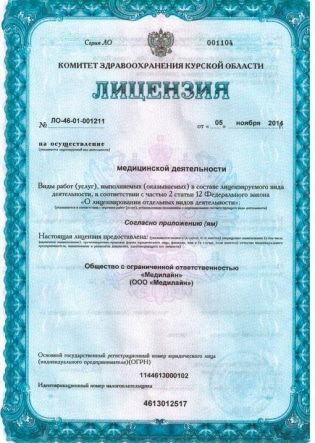 Серия ЛО 001104
КОМИТЕТ ЗДРАВООХРАНЕНИЯ КУРСКОЙ ОБЛАСТИ
ЛИЦЕНЗИЯ
№ ЛО-46-01-001211 от « 05 » ноября 2014
на осуществление
медицинской деятельности
Виды работ (услуг), выполняемых (оказываемых) в составе лицензируемого вида
деятельности, в соответствии с частью 2 статьи 12 Федерального закона
«О лицензировании отдельных видов деятельности»:
Согласно приложению (ям)
Настоящая лицензия предоставлена:
Общество с ограниченной ответственностью
«Медилайн»
(ООО «Медилайн»)
Основной государственный регистрационный номер юридического лица
(индивидуального предпринимателя)(ОГРН)
1144613000102
Идентификационный номер налогоплательщика
4613012517